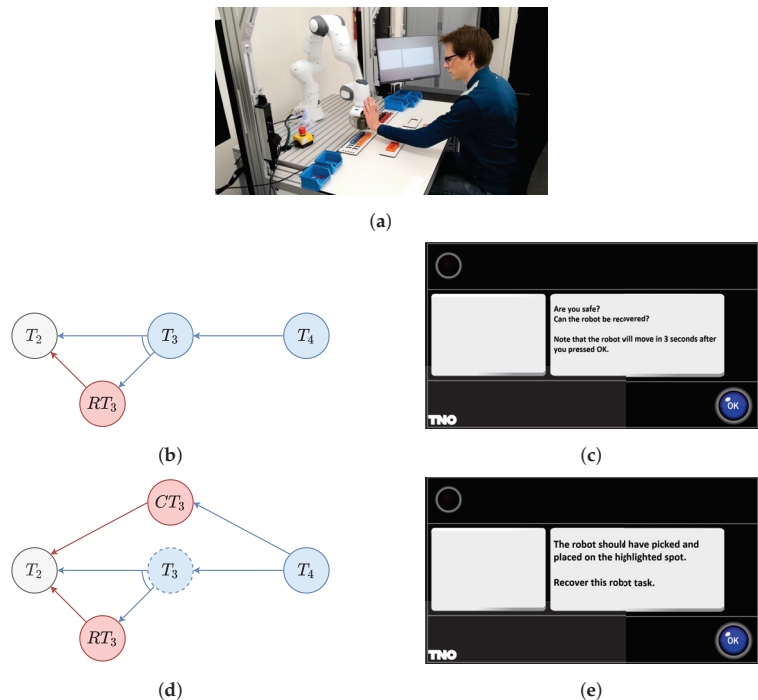 (a)
T₂
T₃
T₄
RT₃
(b)
Are you safe?
Can the robot be recovered?
Note that the robot will move in 3 seconds after
you pressed OK.
OK
TNO
(c)
CT₃
T₂
T₃
T₄
RT₃
(d)
The robot should have picked and
placed on the highlighted spot.
Recover this robot task.
OK
TNO
(e)